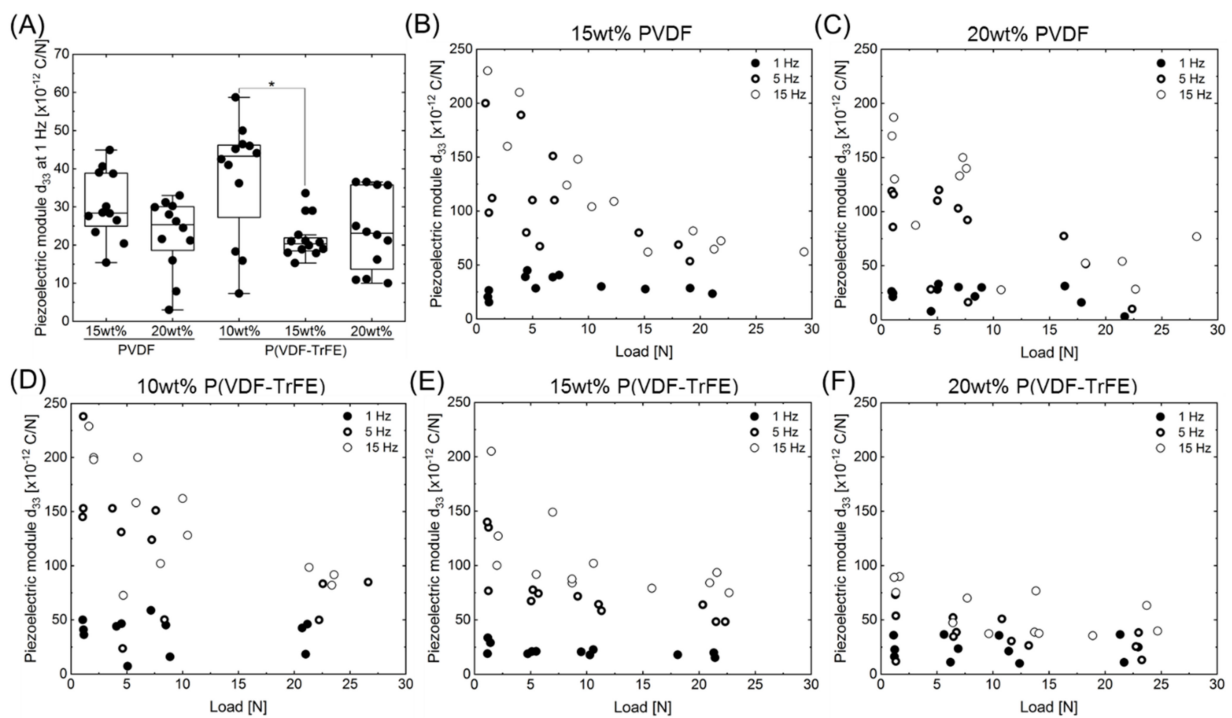 (A)
Piezoelectric module d33 at 1 Hz [x10-12 C/N]
70
60
50
40
30
20
10
0
*
15wt% 20wt% 10wt% 15wt% 20wt%
PVDF P(VDF-TrFE)
(B)
15wt% PVDF
Piezoelectric module d33 [x10-12 C/N]
250
200
150
100
50
0
1 Hz
5 Hz
15 Hz
0 5 10 15 20 25 30
Load [N]
(C)
20wt% PVDF
Piezoelectric module d33 [x10-12 C/N]
250
200
150
100
50
0
1 Hz
5 Hz
15 Hz
0 5 10 15 20 25 30
Load [N]
(D)
10wt% P(VDF-TrFE)
Piezoelectric module d33 [x10-12 C/N]
250
200
150
100
50
0
1 Hz
5 Hz
15 Hz
0 5 10 15 20 25 30
Load [N]
(E)
15wt% P(VDF-TrFE)
Piezoelectric module d33 [x10-12 C/N]
250
200
150
100
50
0
1 Hz
5 Hz
15 Hz
0 5 10 15 20 25 30
Load [N]
(F)
20wt% P(VDF-TrFE)
Piezoelectric module d33 [x10-12 C/N]
250
200
150
100
50
0
1 Hz
5 Hz
15 Hz
0 5 10 15 20 25 30
Load [N]